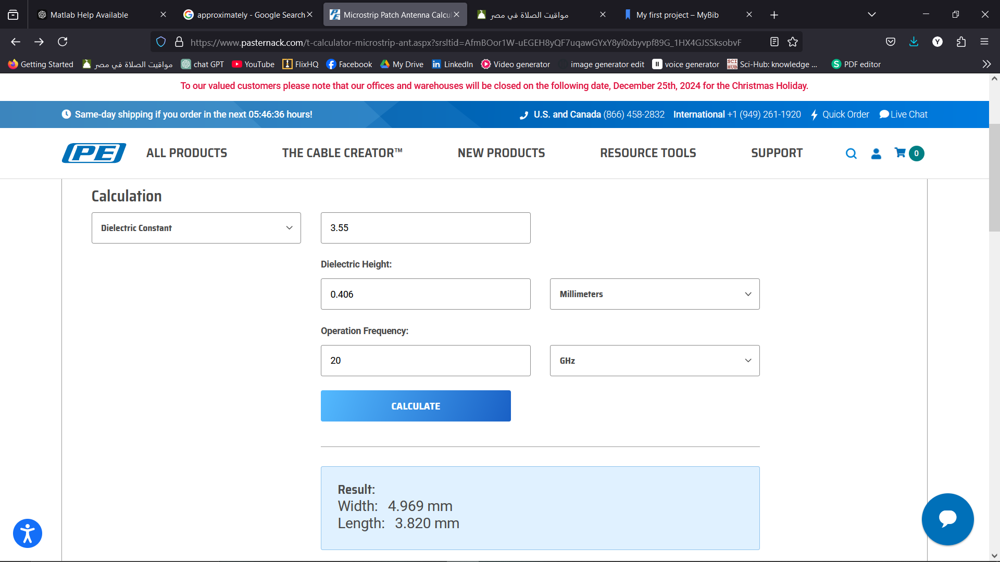 Matlab Help Available
approximately - Google Search
Microstrip Patch Antenna Calcu
مواقيت الصلاة في مصر
My first project – MyBib
https://www.pasternack.com/t-calculator-microstrip-ant.aspx?srsltid=AfmBOor1W-uEGEH8yQF7uqawGYxY8yi0xbyvpf89G_1HX4GJSSksobvF
Y
Getting Started
مواقيت الصلاة في مصر
chat GPT
YouTube
FlixHQ
Facebook
My Drive
LinkedIn
Video generator
image generator edit
voice generator
SCI HUB
Sci-Hub: knowledge ...
S
PDF editor
To our valued customers please note that our offices and warehouses will be closed on the following date, December 25th, 2024 for the Christmas Holiday.
Same-day shipping if you order in the next 05:46:36 hours!
U.S. and Canada (866) 458-2832 International +1 (949) 261-1920 Quick Order Live Chat
PE ALL PRODUCTS THE CABLE CREATOR™ NEW PRODUCTS RESOURCE TOOLS SUPPORT 0
Calculation
Dielectric Constant 3.55
Dielectric Height:
0.406 Millimeters
Operation Frequency:
20 GHz
CALCULATE
Result:
Width: 4.969 mm
Length: 3.820 mm